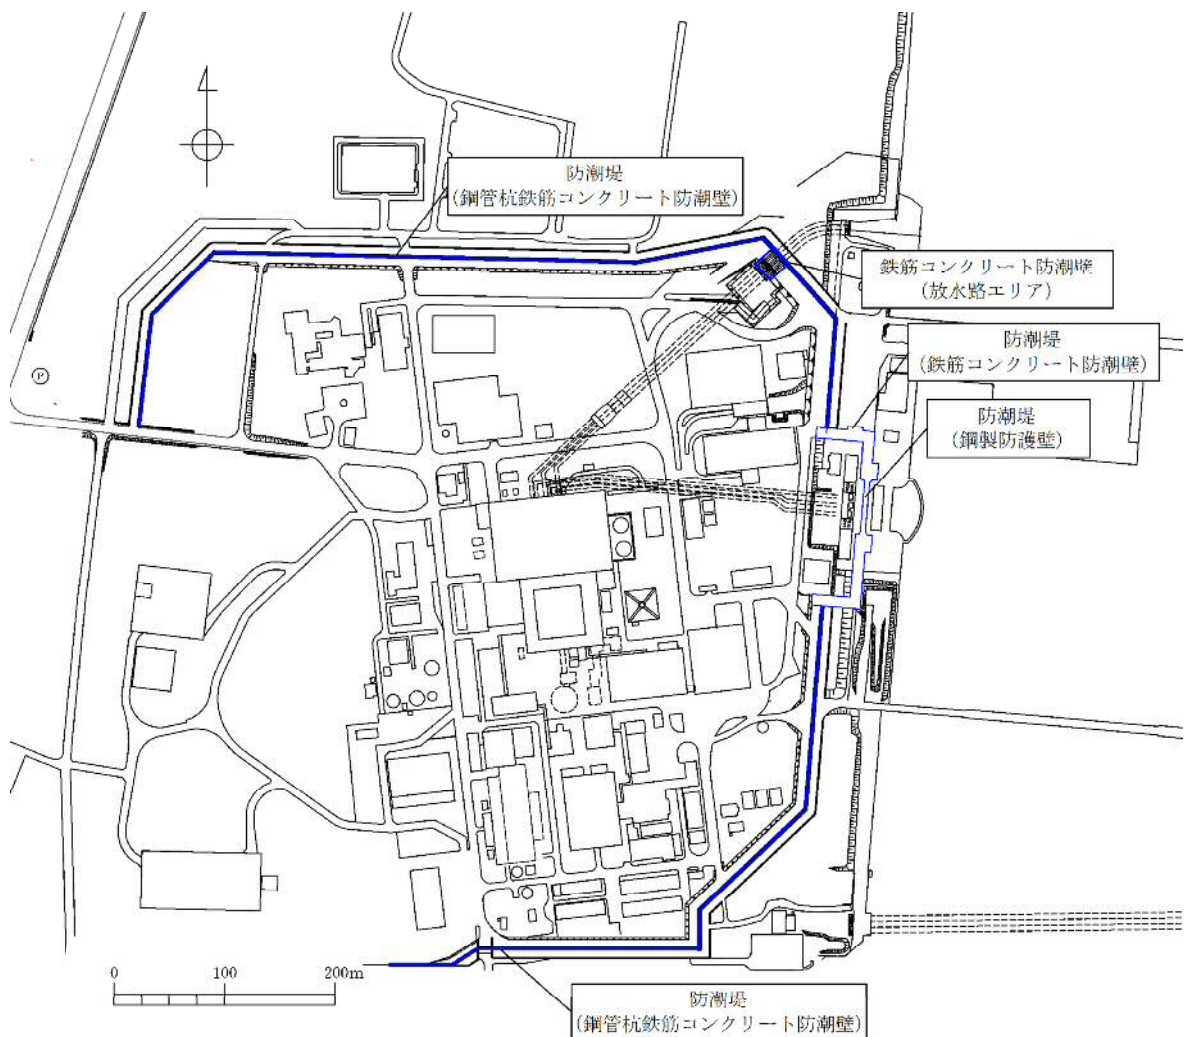 防潮堤
(鋼管杭鉄筋コンクリート防潮壁)
鉄筋コンクリート防潮壁
(放水路エリア)
防潮堤
(鉄筋コンクリート防潮壁)
P
防潮堤
(鋼製防護壁)
0 100 200m
防潮堤
(鋼管杭鉄筋コンクリート防潮壁)